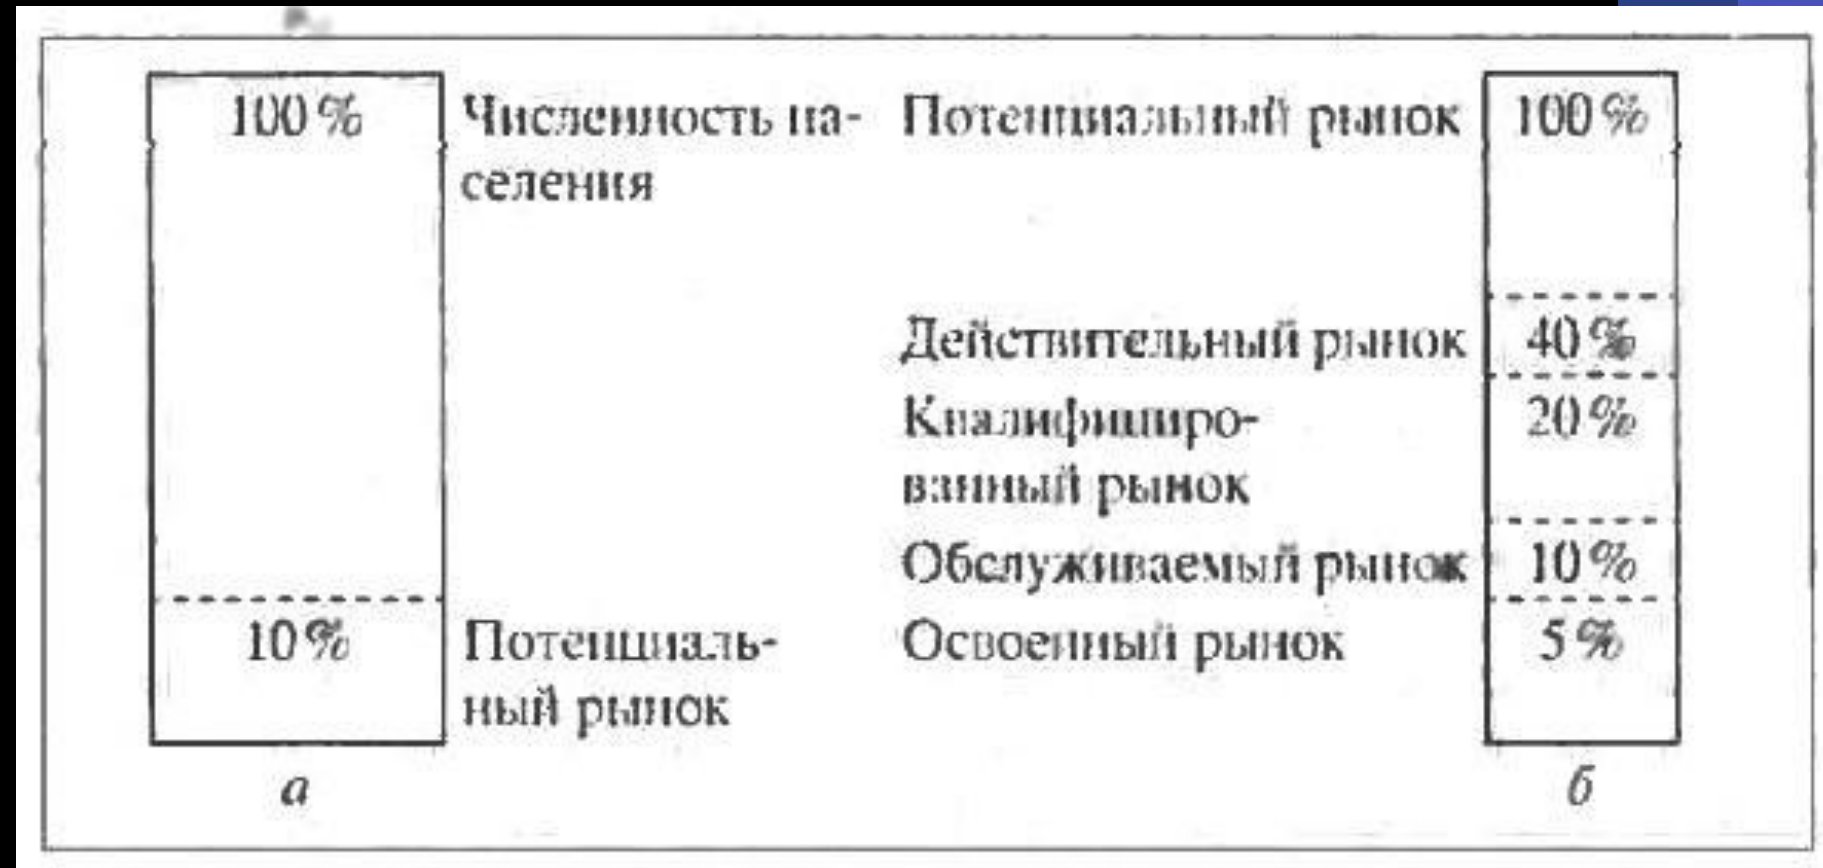 100 %
Численность на-
селения
10 %
Потенциаль-
ный рынок
а
Потенциальный рынок
100 %
Действительный рынок
40 %
Квалифициро-
20 %
ванный рынок
Обслуживаемый рынок
10 %
Освоенный рынок
5 %
б